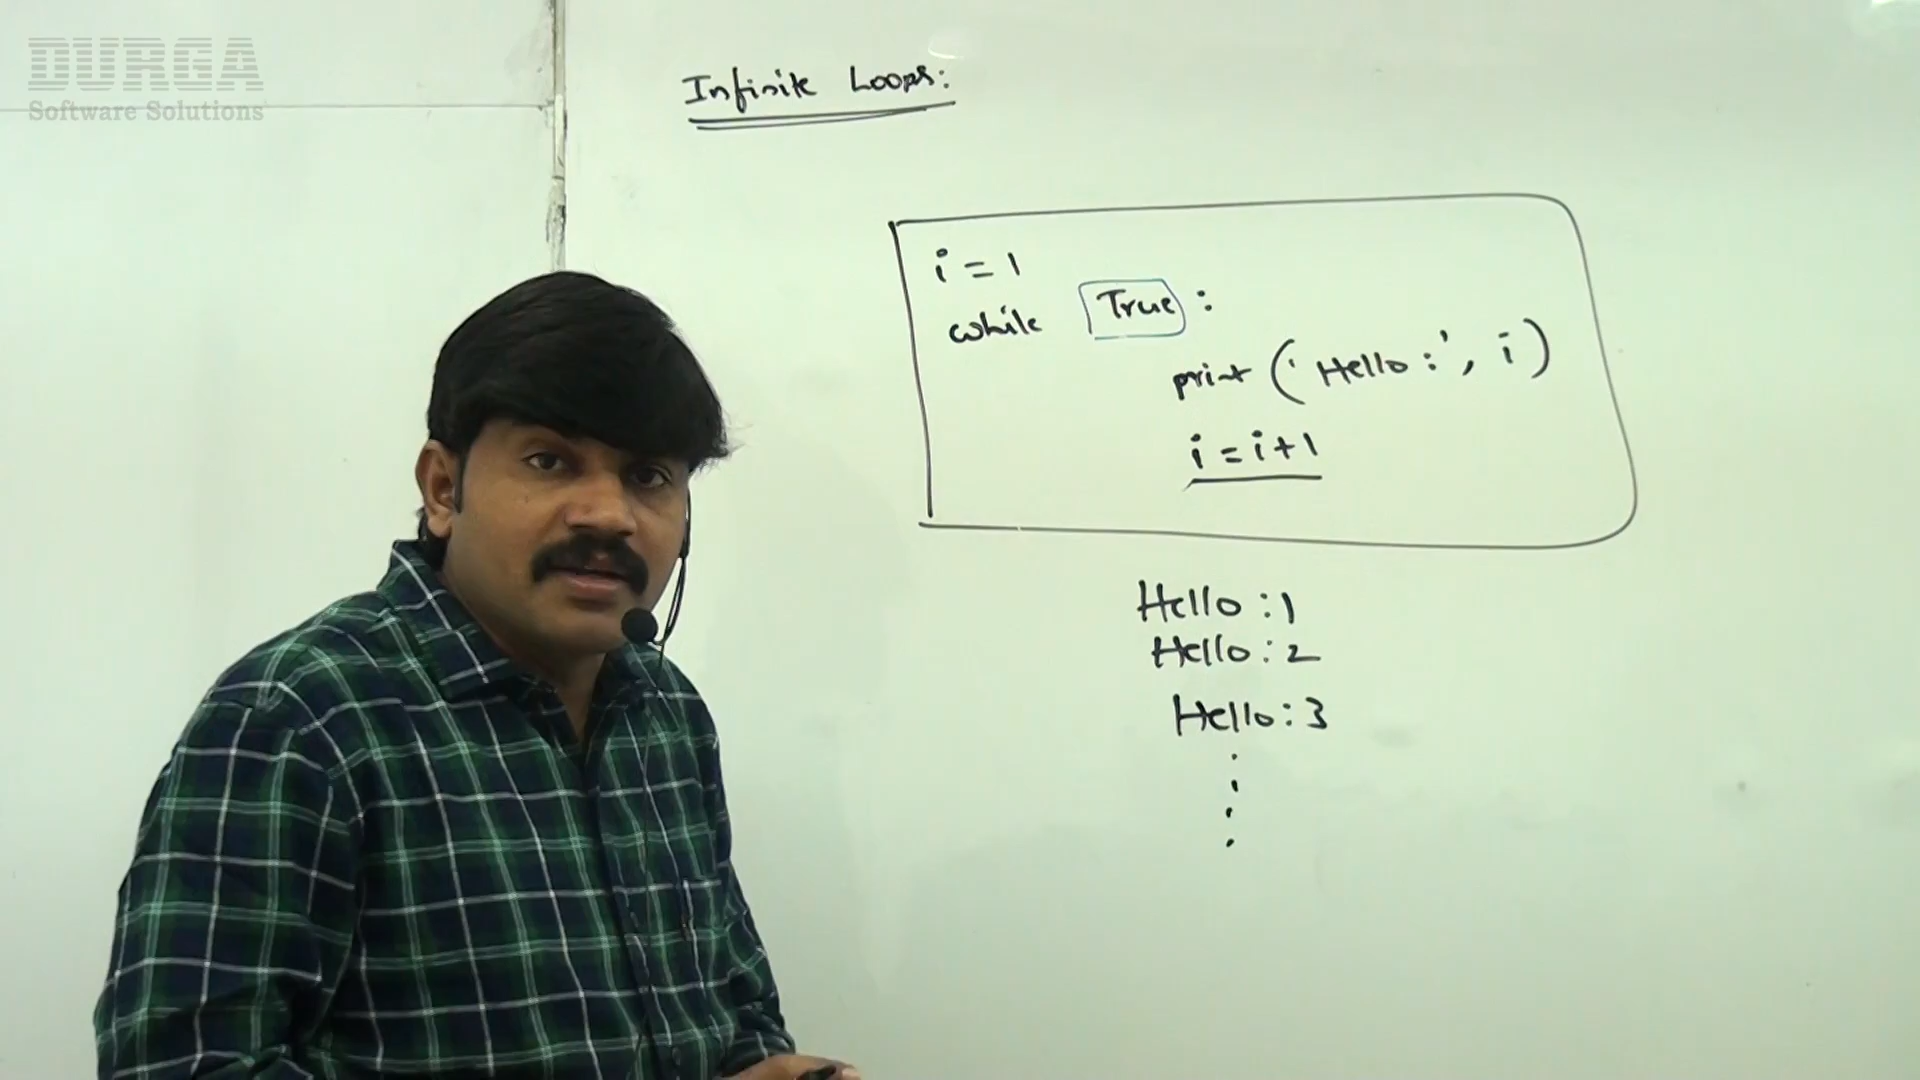 DURGA
Software Solutions
Infinite Loops:
i = 1
while True :
print ('Hello :', i)
i = i+1
Hello : 1
Hello : 2
Hello : 3